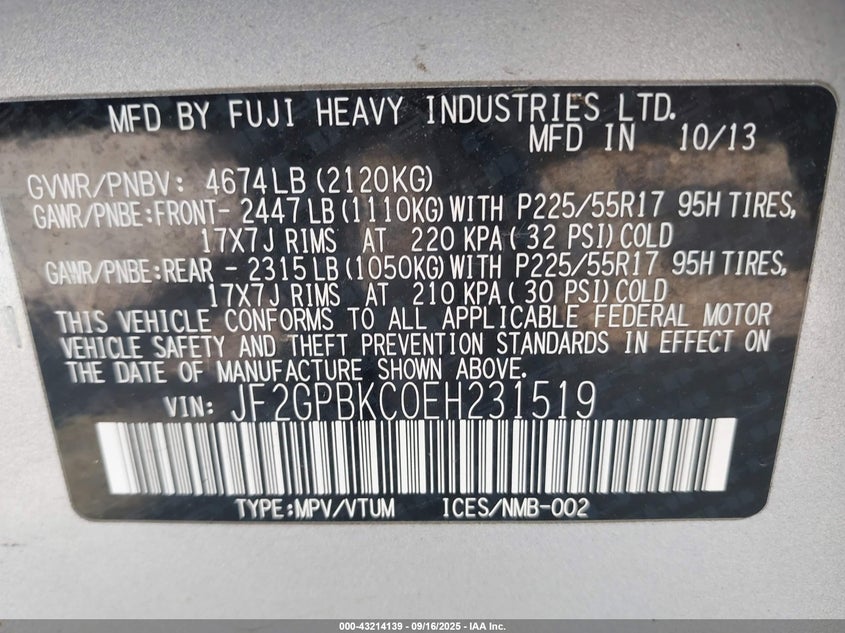 MFD BY FUJI HEAVY INDUSTRIES LTD.
MFD IN 10/13
GVWR/PNBV: 4674LB (2120KG)
GAWR/PNBE:FRONT- 2447 LB (1110KG) WITH P225/55R17 95H TIRES,
17X7J RIMS AT 220 KPA ( 32 PSI) COLD
GAWR/PNBE:REAR - 2315 LB (1050KG) WITH P225/55R17 95H TIRES,
17X7J RIMS AT 210 KPA ( 30 PSI) COLD
THIS VEHICLE CONFORMS TO ALL APPLICABLE FEDERAL MOTOR
VEHICLE SAFETY AND THEFT PREVENTION STANDARDS IN EFFECT ON
THE DATE OF MANUFACTURE SHOWN ABOVE.
VIN: JF2GPBKC0EH231519
TYPE:MPV/VTUM ICES/NMB-002
000-43214139 - 09/16/2025 - IAA Inc.